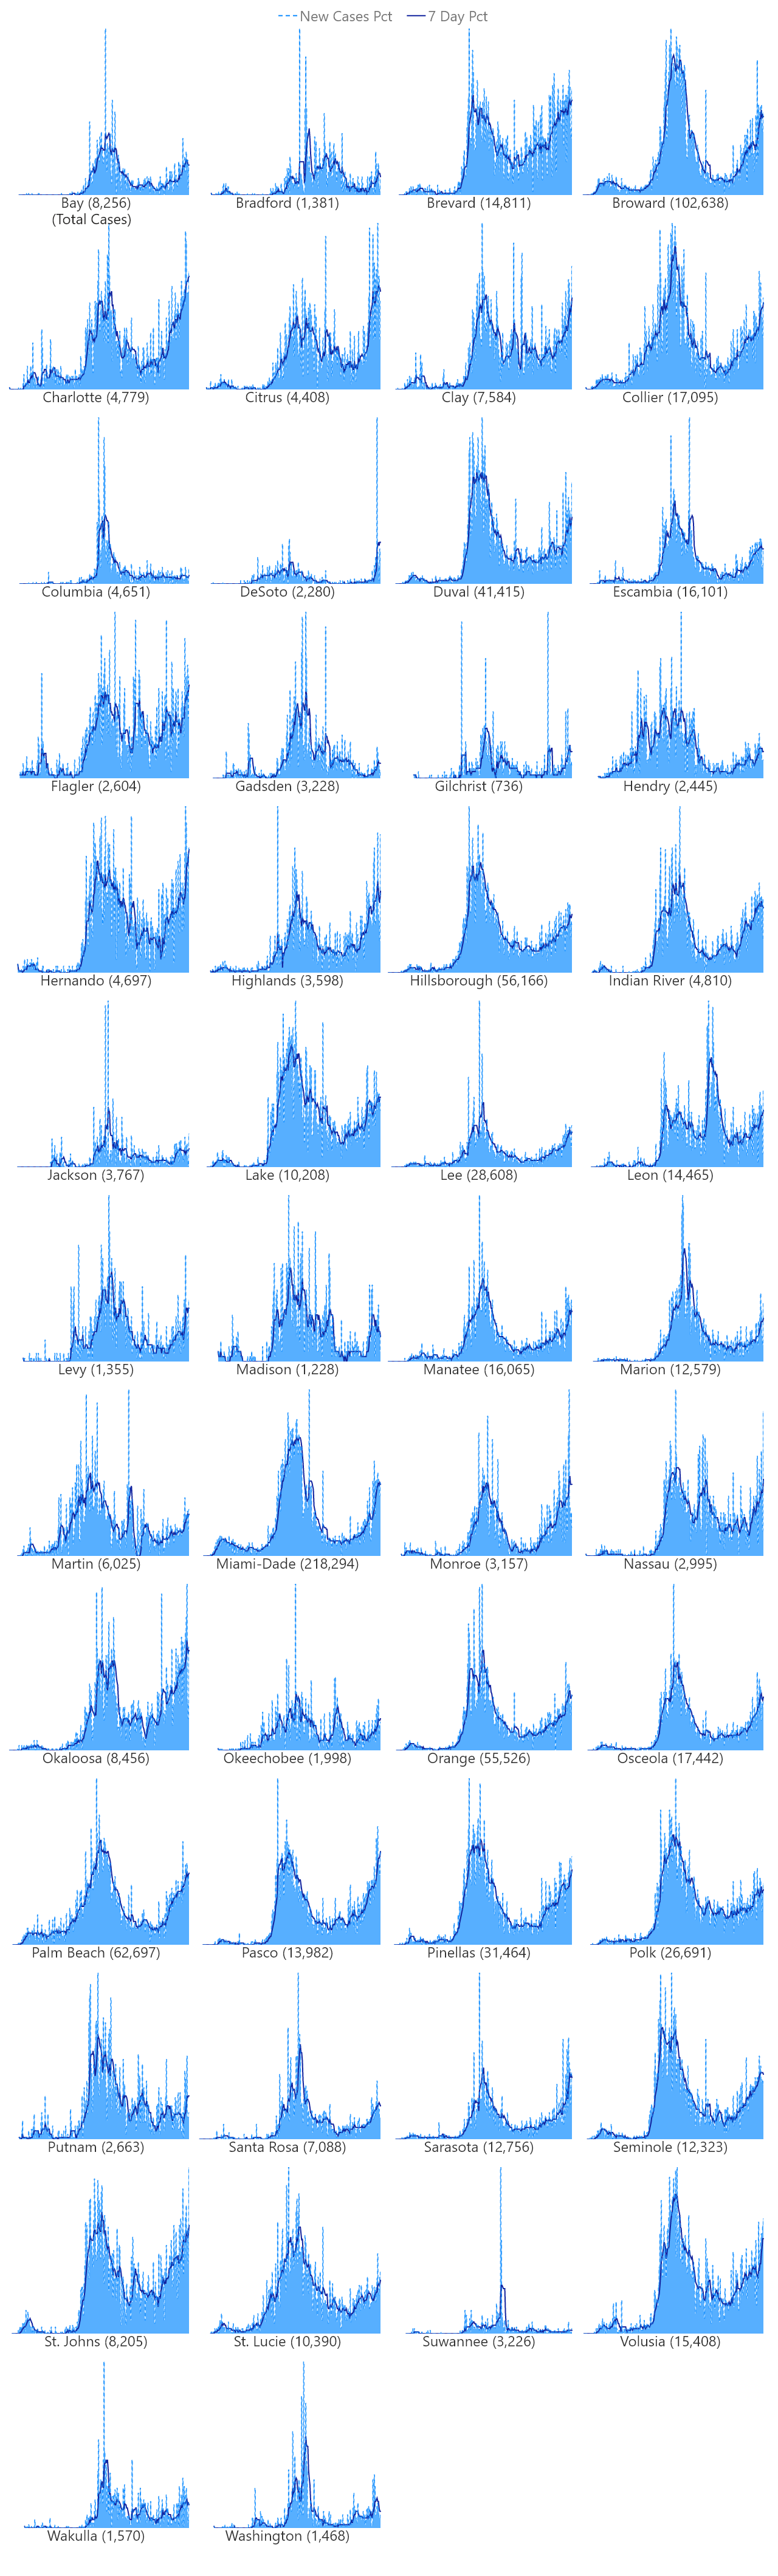 New Cases Pct 7 Day Pct
Bay (8,256) Bradford (1,381) Brevard (14,811) Broward (102,638)
(Total Cases)
Charlotte (4,779) Citrus (4,408) Clay (7,584) Collier (17,095)
Columbia (4,651) DeSoto (2,280) Duval (41,415) Escambia (16,101)
Flagler (2,604) Gadsden (3,228) Gilchrist (736) Hendry (2,445)
Hernando (4,697) Highlands (3,598) Hillsborough (56,166) Indian River (4,810)
Jackson (3,767) Lake (10,208) Lee (28,608) Leon (14,465)
Levy (1,355) Madison (1,228) Manatee (16,065) Marion (12,579)
Martin (6,025) Miami-Dade (218,294) Monroe (3,157) Nassau (2,995)
Okaloosa (8,456) Okeechobee (1,998) Orange (55,526) Osceola (17,442)
Palm Beach (62,697) Pasco (13,982) Pinellas (31,464) Polk (26,691)
Putnam (2,663) Santa Rosa (7,088) Sarasota (12,756) Seminole (12,323)
St. Johns (8,205) St. Lucie (10,390) Suwannee (3,226) Volusia (15,408)
Wakulla (1,570) Washington (1,468)